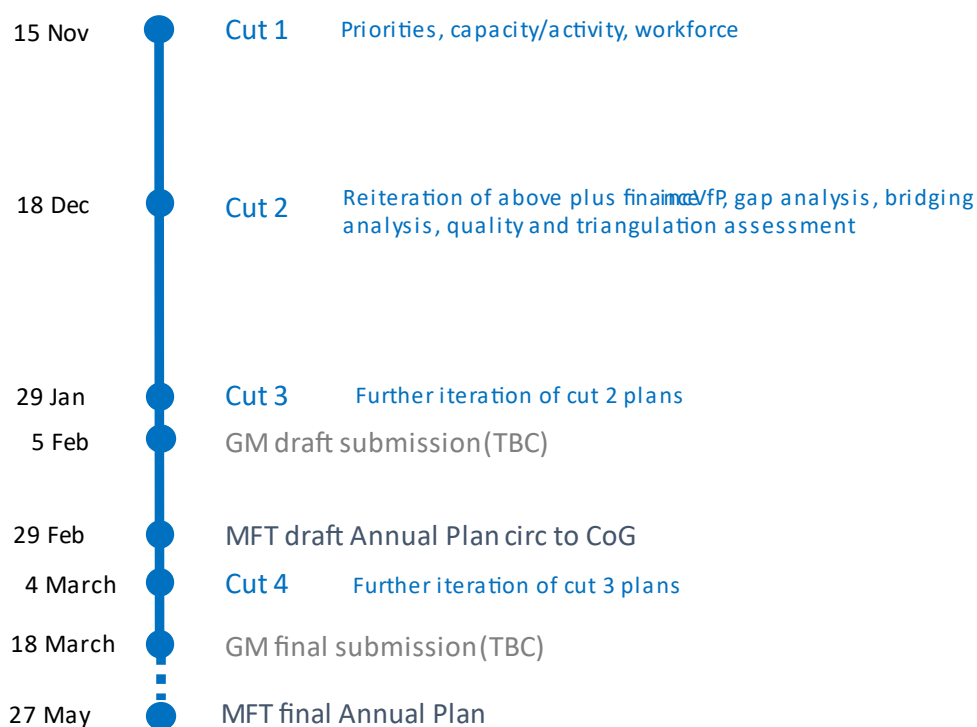 15 Nov Cut 1 Priorities, capacity/activity, workforce
18 Dec Cut 2 Reiteration of above plus finance VfP, gap analysis, bridging
analysis, quality and triangulation assessment
29 Jan Cut 3 Further iteration of cut 2 plans
5 Feb GM draft submission (TBC)
29 Feb MFT draft Annual Plan circ to CoG
4 March Cut 4 Further iteration of cut 3 plans
18 March GM final submission (TBC)
27 May MFT final Annual Plan